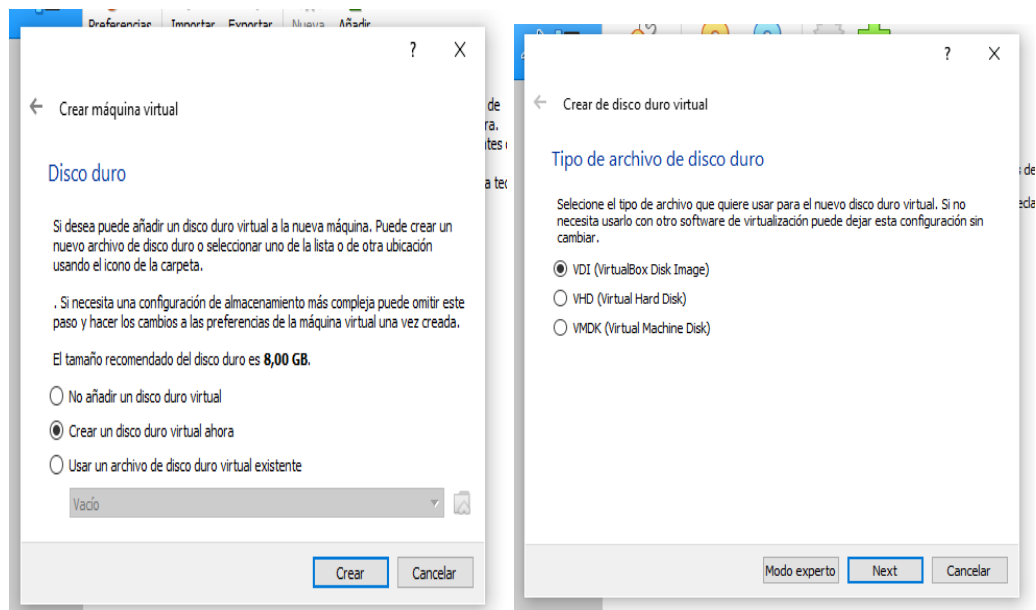 Preferencias Importar Exportar Nueva Añadir
? X
Crear máquina virtual
Disco duro
Si desea puede añadir un disco duro virtual a la nueva máquina. Puede crear un
nuevo archivo de disco duro o seleccionar uno de la lista o de otra ubicación
usando el icono de la carpeta.
. Si necesita una configuración de almacenamiento más compleja puede omitir este
paso y hacer los cambios a las preferencias de la máquina virtual una vez creada.
El tamaño recomendado del disco duro es 8,00 GB.
No añadir un disco duro virtual
Crear un disco duro virtual ahora
Usar un archivo de disco duro virtual existente
Vacío
Crear Cancelar
de
ra.
? X
Crear de disco duro virtual
Tipo de archivo de disco duro
Selecione el tipo de archivo que quiere usar para el nuevo disco duro virtual. Si no
necesita usarlo con otro software de virtualización puede dejar esta configuración sin
cambiar.
VDI (VirtualBox Disk Image)
VHD (Virtual Hard Disk)
VMDK (Virtual Machine Disk)
Modo experto Next Cancelar